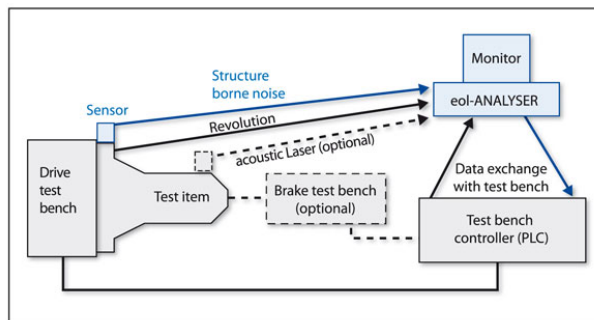 Monitor
Structure
borne noise
eol-ANALYSER
Sensor
Revolution
acoustic Laser (optional)
Drive
test
bench
Test item
Brake test bench
(optional)
Data exchange
with test bench
Test bench
controller (PLC)